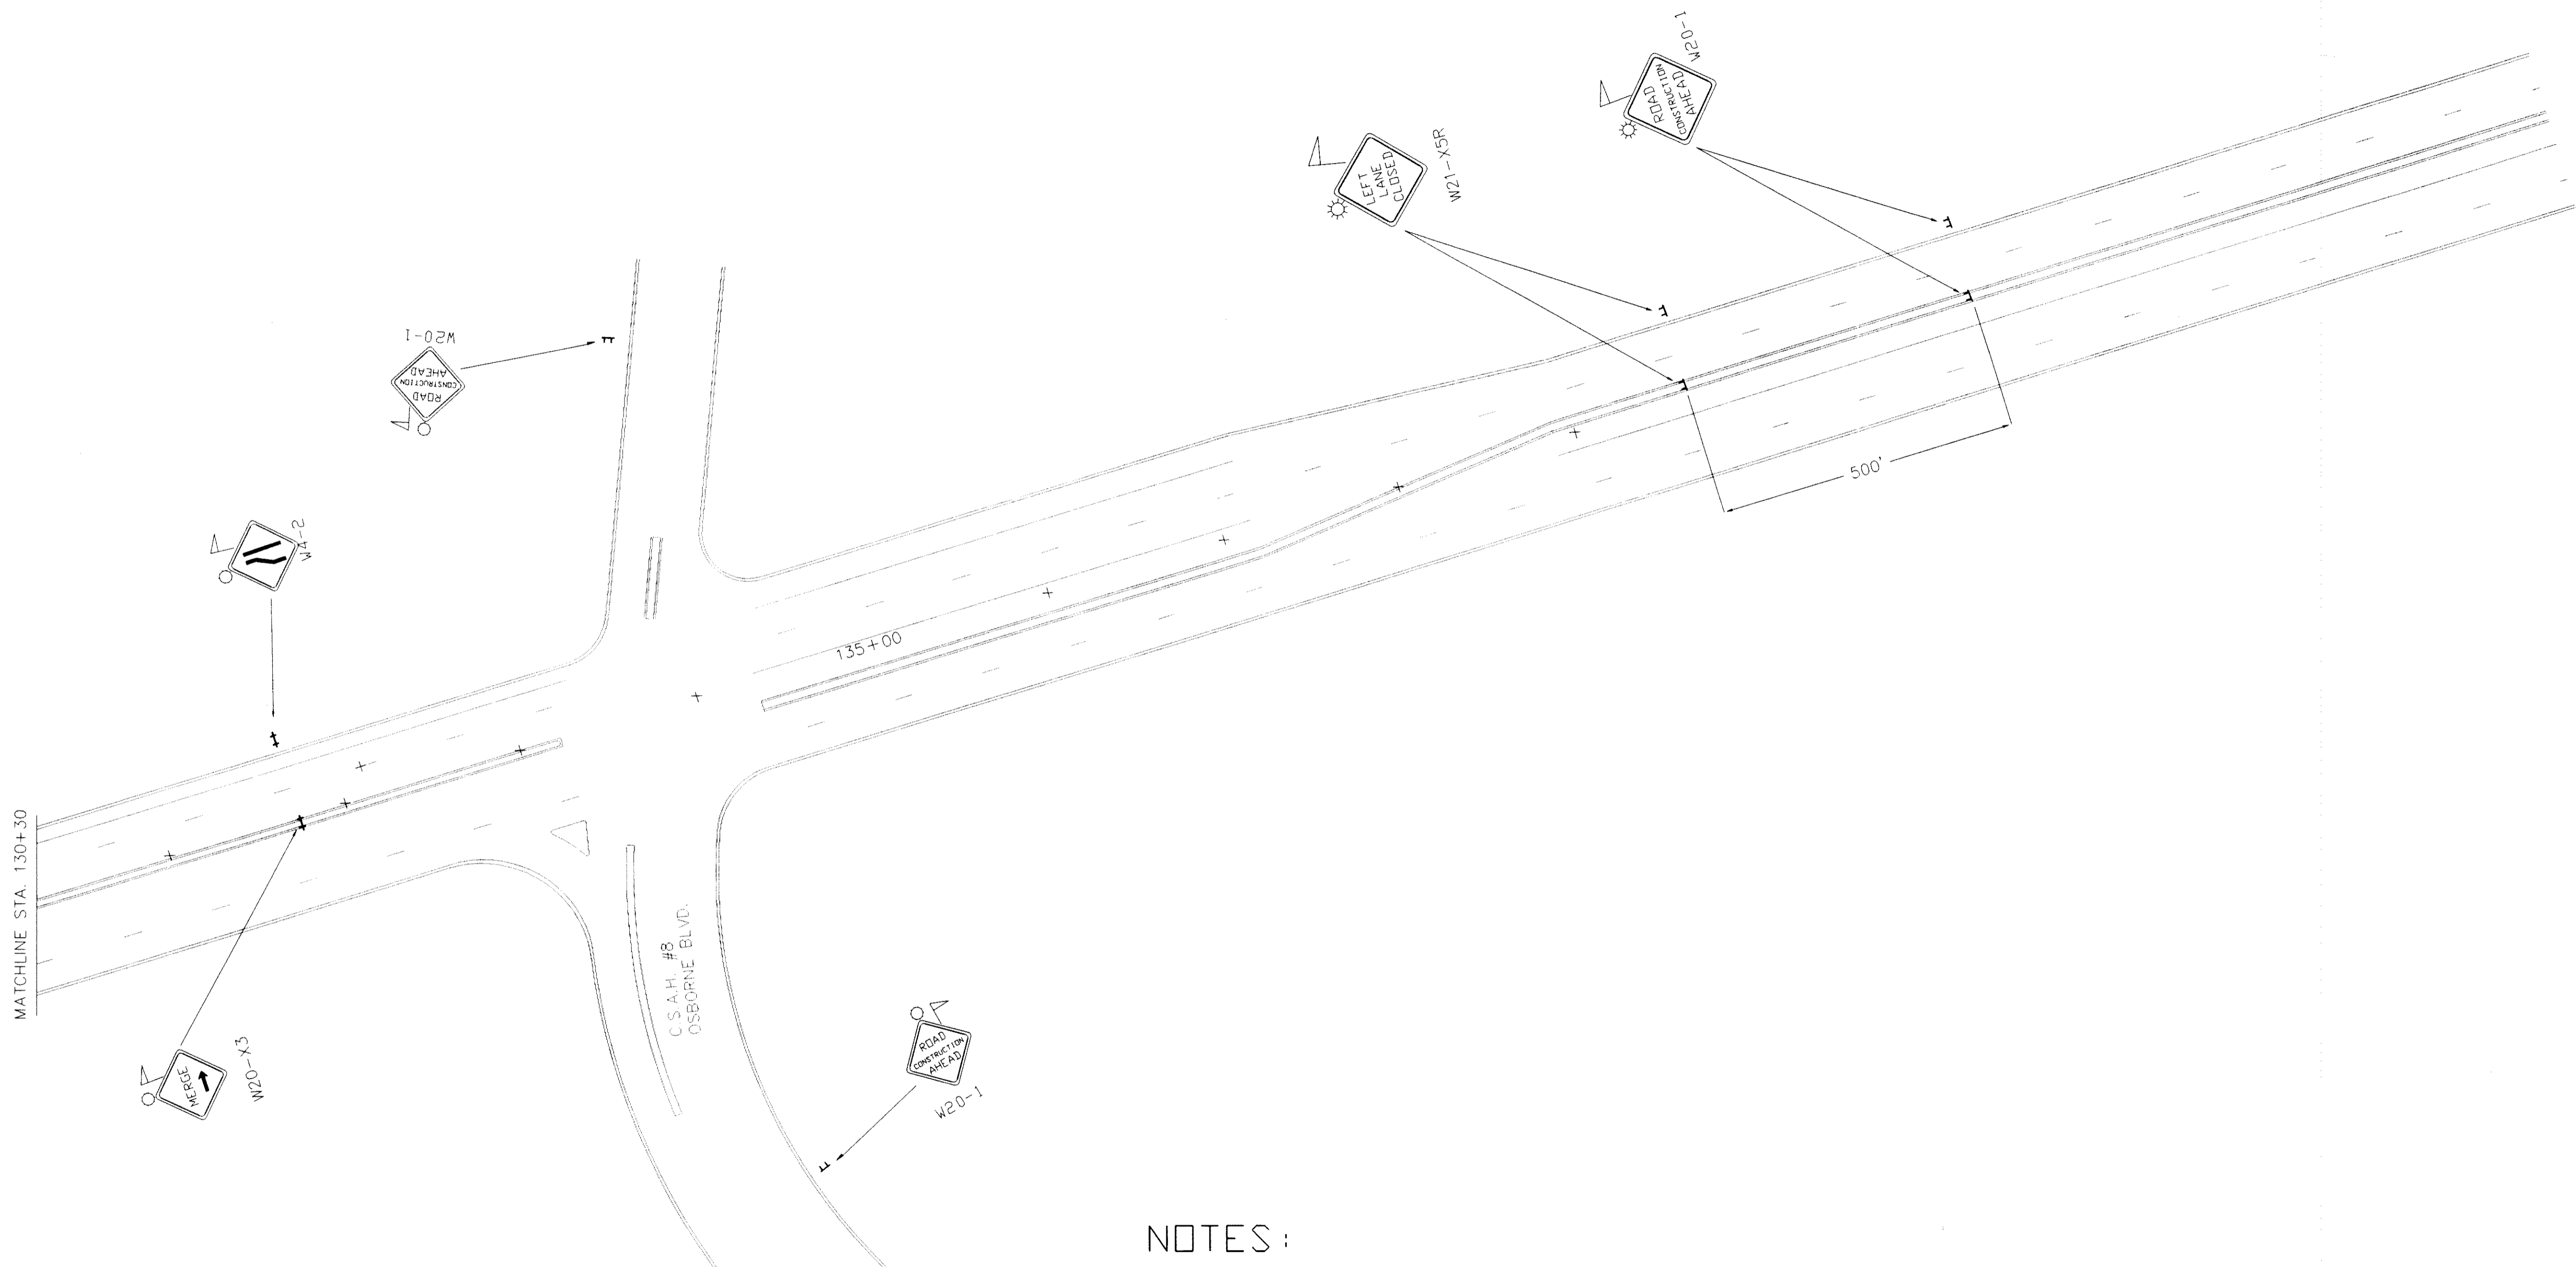 W20-1
ROAD
CONSTRUCTION
AHEAD
W21-X5R
LEFT
LANE
CLOSED
500'
W20-1
ROAD
CONSTRUCTION
AHEAD
W4-2
135+00
MATCHLINE STA. 130+30
MERGE
W20-X3
C.S.A.H. #8
OSBORNE BLVD.
ROAD
CONSTRUCTION
AHEAD
W20-1
NOTES: